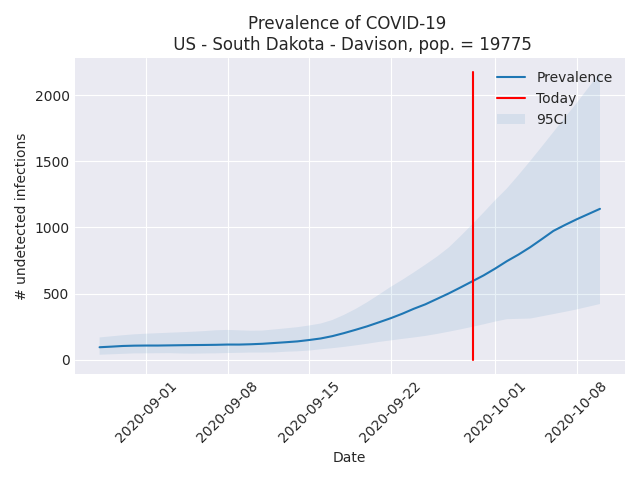 Prevalence of COVID-19
US - South Dakota - Davison, pop. = 19775
Prevalence
Today
95CI
# undetected infections
2000
1500
1000
500
0
2020-09-01
2020-09-08
2020-09-15
2020-09-22
2020-10-01
2020-10-08
Date